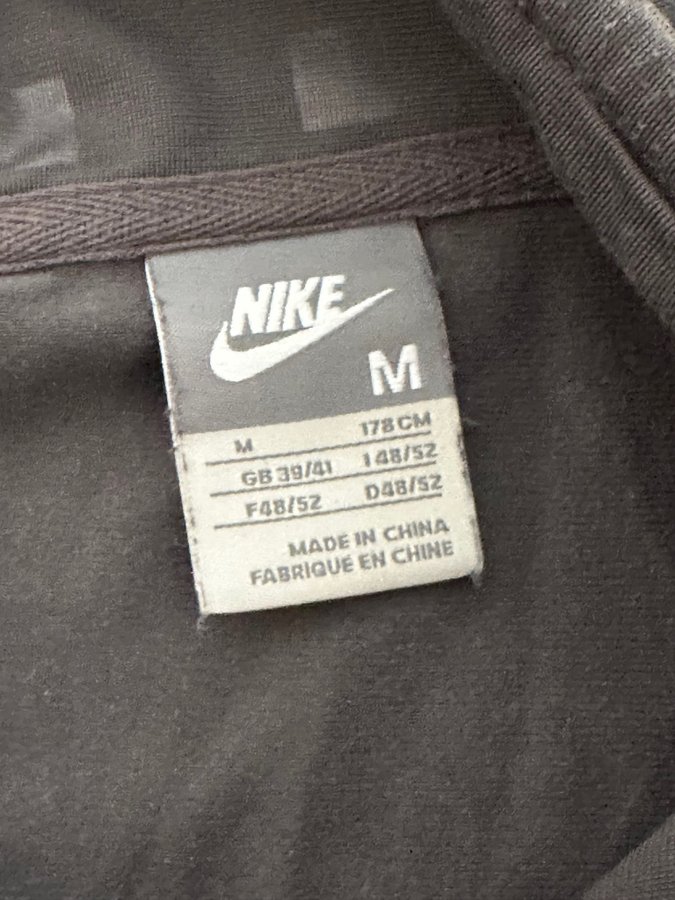 NIKE
M
M 178 CM
GB 39/41 I 48/52
F48/52 D48/52
MADE IN CHINA
FABRIQUE EN CHINE